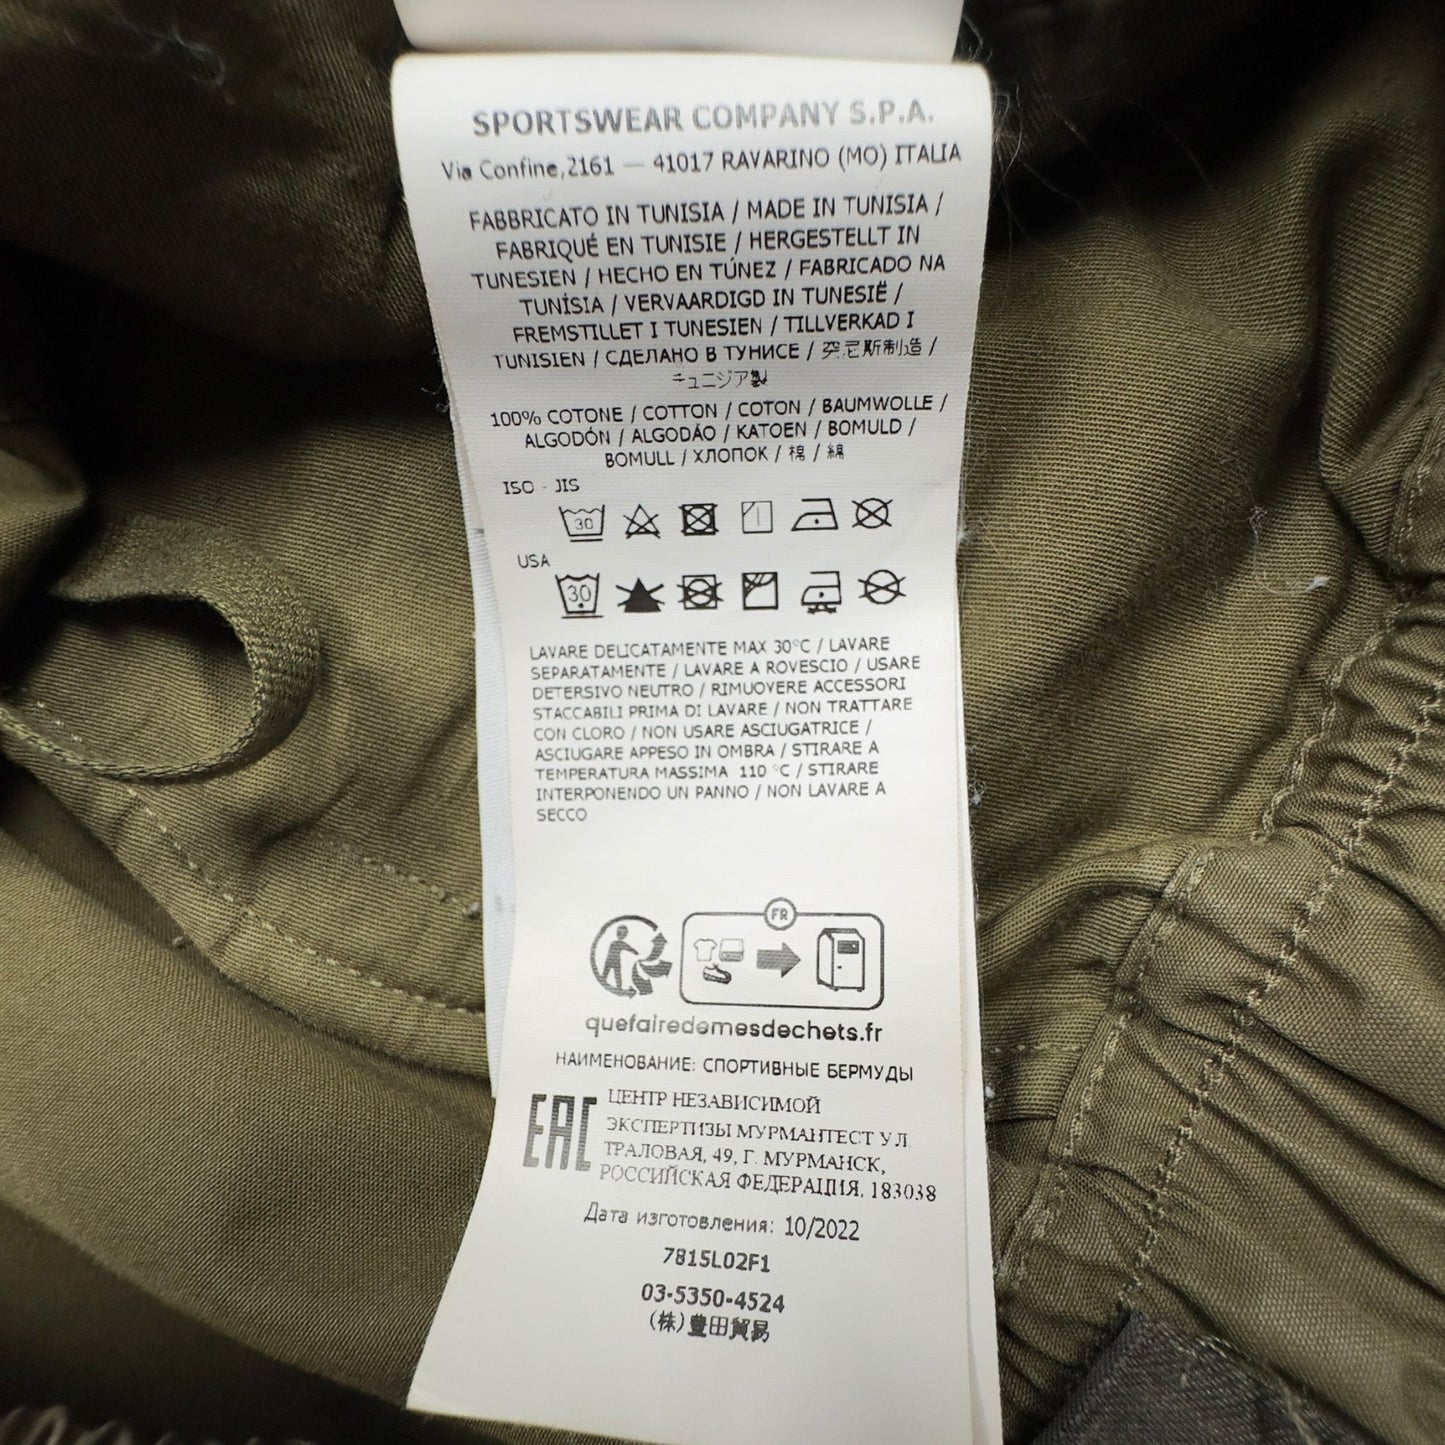 SPORTSWEAR COMPANY S.P.A.
Via Confine,2161 — 41017 RAVARINO (MO) ITALIA
FABBRICATO IN TUNISIA / MADE IN TUNISIA /
FABRIQUÉ EN TUNISIE / HERGESTELLT IN
TUNESIEN / HECHO EN TÚNEZ / FABRICADO NA
TUNÍSIA / VERVAARDIGD IN TUNESIË /
FREMSTILLET I TUNESIEN / TILLVERKAD I
TUNISIEN / СДЕЛАНО В ТУНИСЕ / 突尼斯制造 /
チュニジア製
100% COTONE / COTTON / COTON / BAUMWOLLE /
ALGODÓN / ALGODÃO / KATOEN / BOMULD /
BOMULL / ХЛОПОК / 棉 / 綿
ISO - JIS
30
USA
30
LAVARE DELICATAMENTE MAX 30°C / LAVARE
SEPARATAMENTE / LAVARE A ROVESCIO / USARE
DETERSIVO NEUTRO / RIMUOVERE ACCESSORI
STACCABILI PRIMA DI LAVARE / NON TRATTARE
CON CLORO / NON USARE ASCIUGATRICE /
ASCIUGARE APPESO IN OMBRA / STIRARE A
TEMPERATURA MASSIMA 110 °C / STIRARE
INTERPONENDO UN PANNO / NON LAVARE A
SECCO
FR
quefairedemesdechets.fr
НАИМЕНОВАНИЕ: СПОРТИВНЫЕ БЕРМУДЫ
EAC
ЦЕНТР НЕЗАВИСИМОЙ
ЭКСПЕРТИЗЫ МУРМАНТЕСТ УЛ
ТРАЛОВАЯ, 49, Г. МУРМАНСК,
РОССИЙСКАЯ ФЕДЕРАЦИЯ, 183038
Дата изготовления: 10/2022
7815L02F1
03-5350-4524
(株)豊田貿易